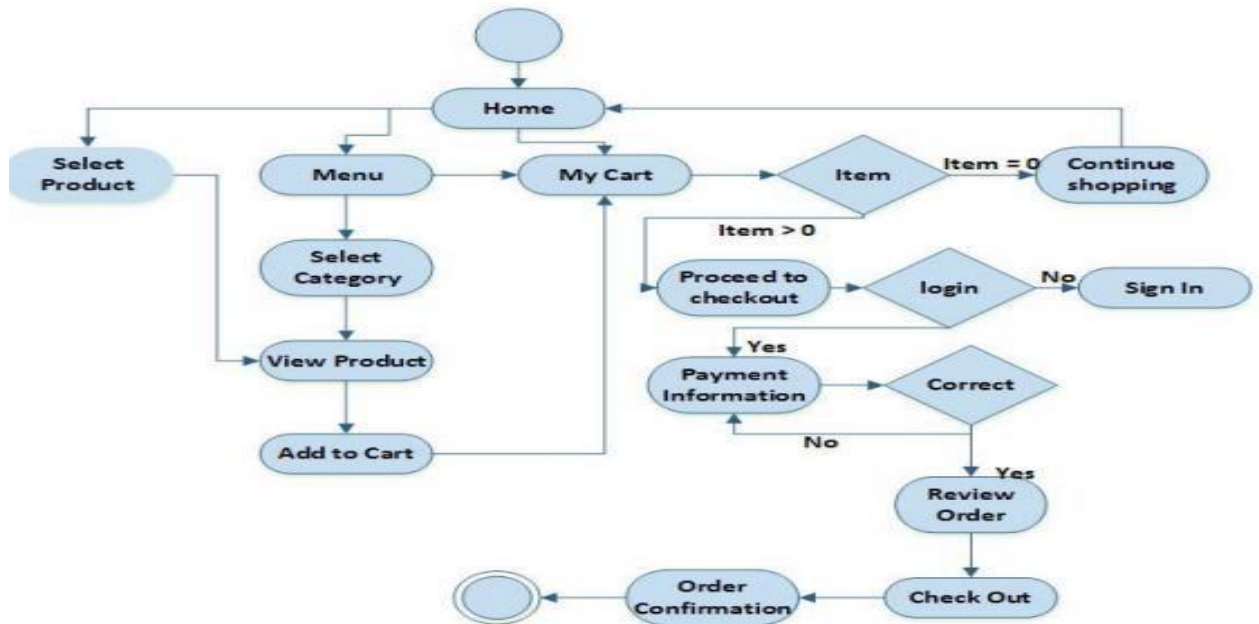 Home
Select
Product
Menu
My Cart
Item
Item = 0
Continue
shopping
Item > 0
Select
Category
Proceed to
checkout
login
No
Sign In
Yes
View Product
Payment
Information
Correct
No
Add to Cart
Yes
Review
Order
Order
Confirmation
Check Out